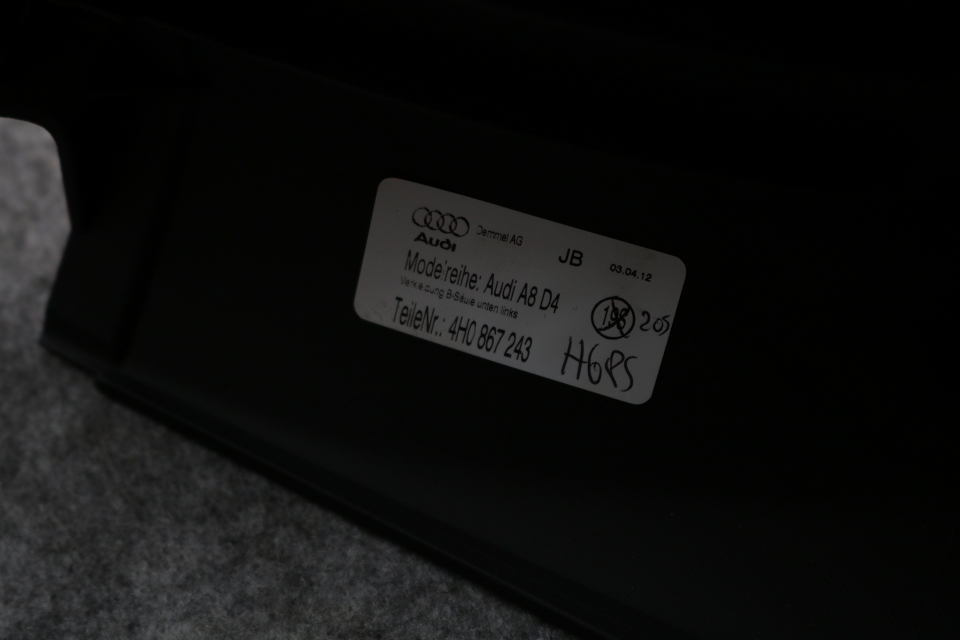 Audi Demmel AG JB 03.04.12
Modellreihe: Audi A8 D4
Verkleidung B-Säule unten links
198 205
TeileNr.: 4H0 867 243